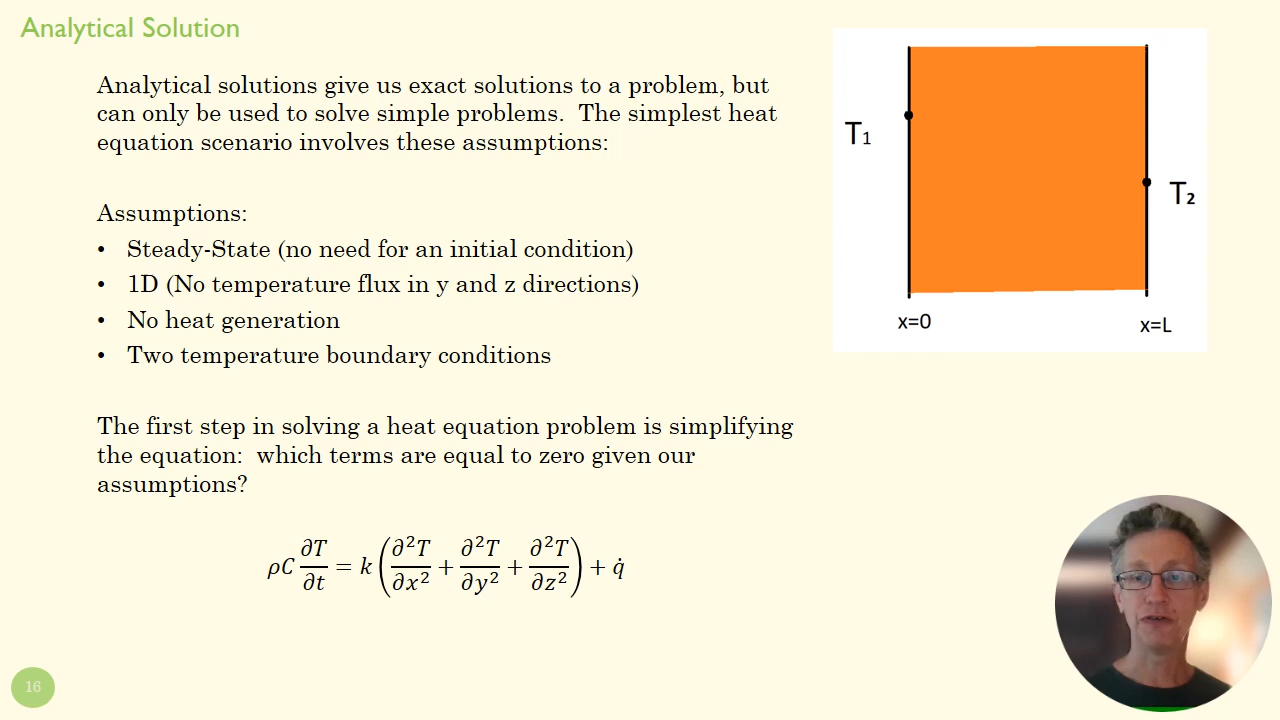 Analytical Solution
Analytical solutions give us exact solutions to a problem, but
can only be used to solve simple problems.  The simplest heat
equation scenario involves these assumptions:
Assumptions:
• Steady-State (no need for an initial condition)
• 1D (No temperature flux in y and z directions)
• No heat generation
• Two temperature boundary conditions
The first step in solving a heat equation problem is simplifying
the equation:  which terms are equal to zero given our
assumptions?
ρC ∂T/∂t = k(∂²T/∂x² + ∂²T/∂y² + ∂²T/∂z²) + q̇
T₁
T₂
x=0
x=L
16